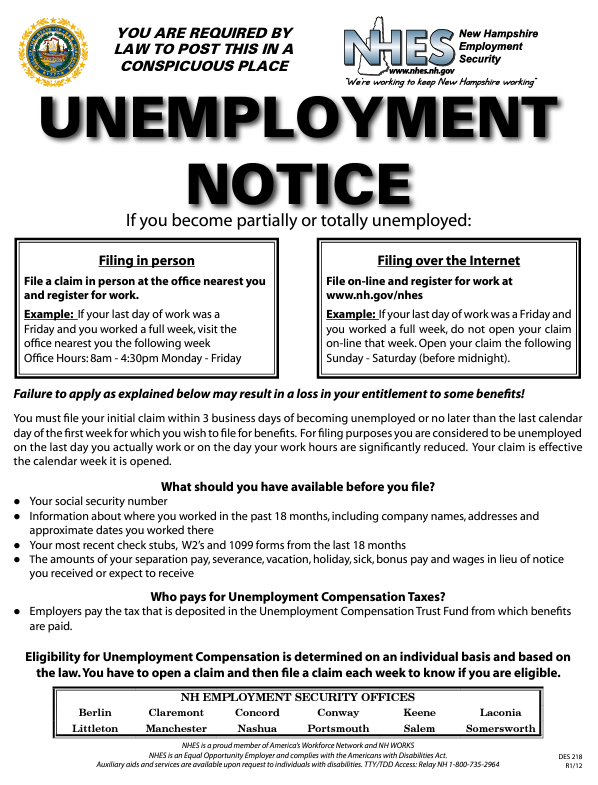 YOU ARE REQUIRED BY
LAW TO POST THIS IN A
CONSPICUOUS PLACE
NHES
www.nhes.nh.gov
New Hampshire
Employment
Security
"We're working to keep New Hampshire working"
UNEMPLOYMENT
NOTICE
If you become partially or totally unemployed:
Filing in person
File a claim in person at the office nearest you
and register for work.
Example: If your last day of work was a
Friday and you worked a full week, visit the
office nearest you the following week
Office Hours: 8am - 4:30pm Monday - Friday
Filing over the Internet
File on-line and register for work at
www.nh.gov/nhes
Example: If your last day of work was a Friday and
you worked a full week, do not open your claim
on-line that week. Open your claim the following
Sunday - Saturday (before midnight).
Failure to apply as explained below may result in a loss in your entitlement to some benefits!
You must file your initial claim within 3 business days of becoming unemployed or no later than the last calendar
day of the first week for which you wish to file for benefits. For filing purposes you are considered to be unemployed
on the last day you actually work or on the day your work hours are significantly reduced. Your claim is effective
the calendar week it is opened.
What should you have available before you file?
● Your social security number
● Information about where you worked in the past 18 months, including company names, addresses and
approximate dates you worked there
● Your most recent check stubs, W2's and 1099 forms from the last 18 months
● The amounts of your separation pay, severance, vacation, holiday, sick, bonus pay and wages in lieu of notice
you received or expect to receive
Who pays for Unemployment Compensation Taxes?
● Employers pay the tax that is deposited in the Unemployment Compensation Trust Fund from which benefits
are paid.
Eligibility for Unemployment Compensation is determined on an individual basis and based on
the law. You have to open a claim and then file a claim each week to know if you are eligible.
NH EMPLOYMENT SECURITY OFFICES
Berlin Claremont Concord Conway Keene Laconia
Littleton Manchester Nashua Portsmouth Salem Somersworth
NHES is a proud member of America's Workforce Network and NH WORKS
NHES is an Equal Opportunity Employer and complies with the Americans with Disabilities Act.
Auxiliary aids and services are available upon request to individuals with disabilities. TTY/TDD Access: Relay NH 1-800-735-2964
DES 218
R1/12